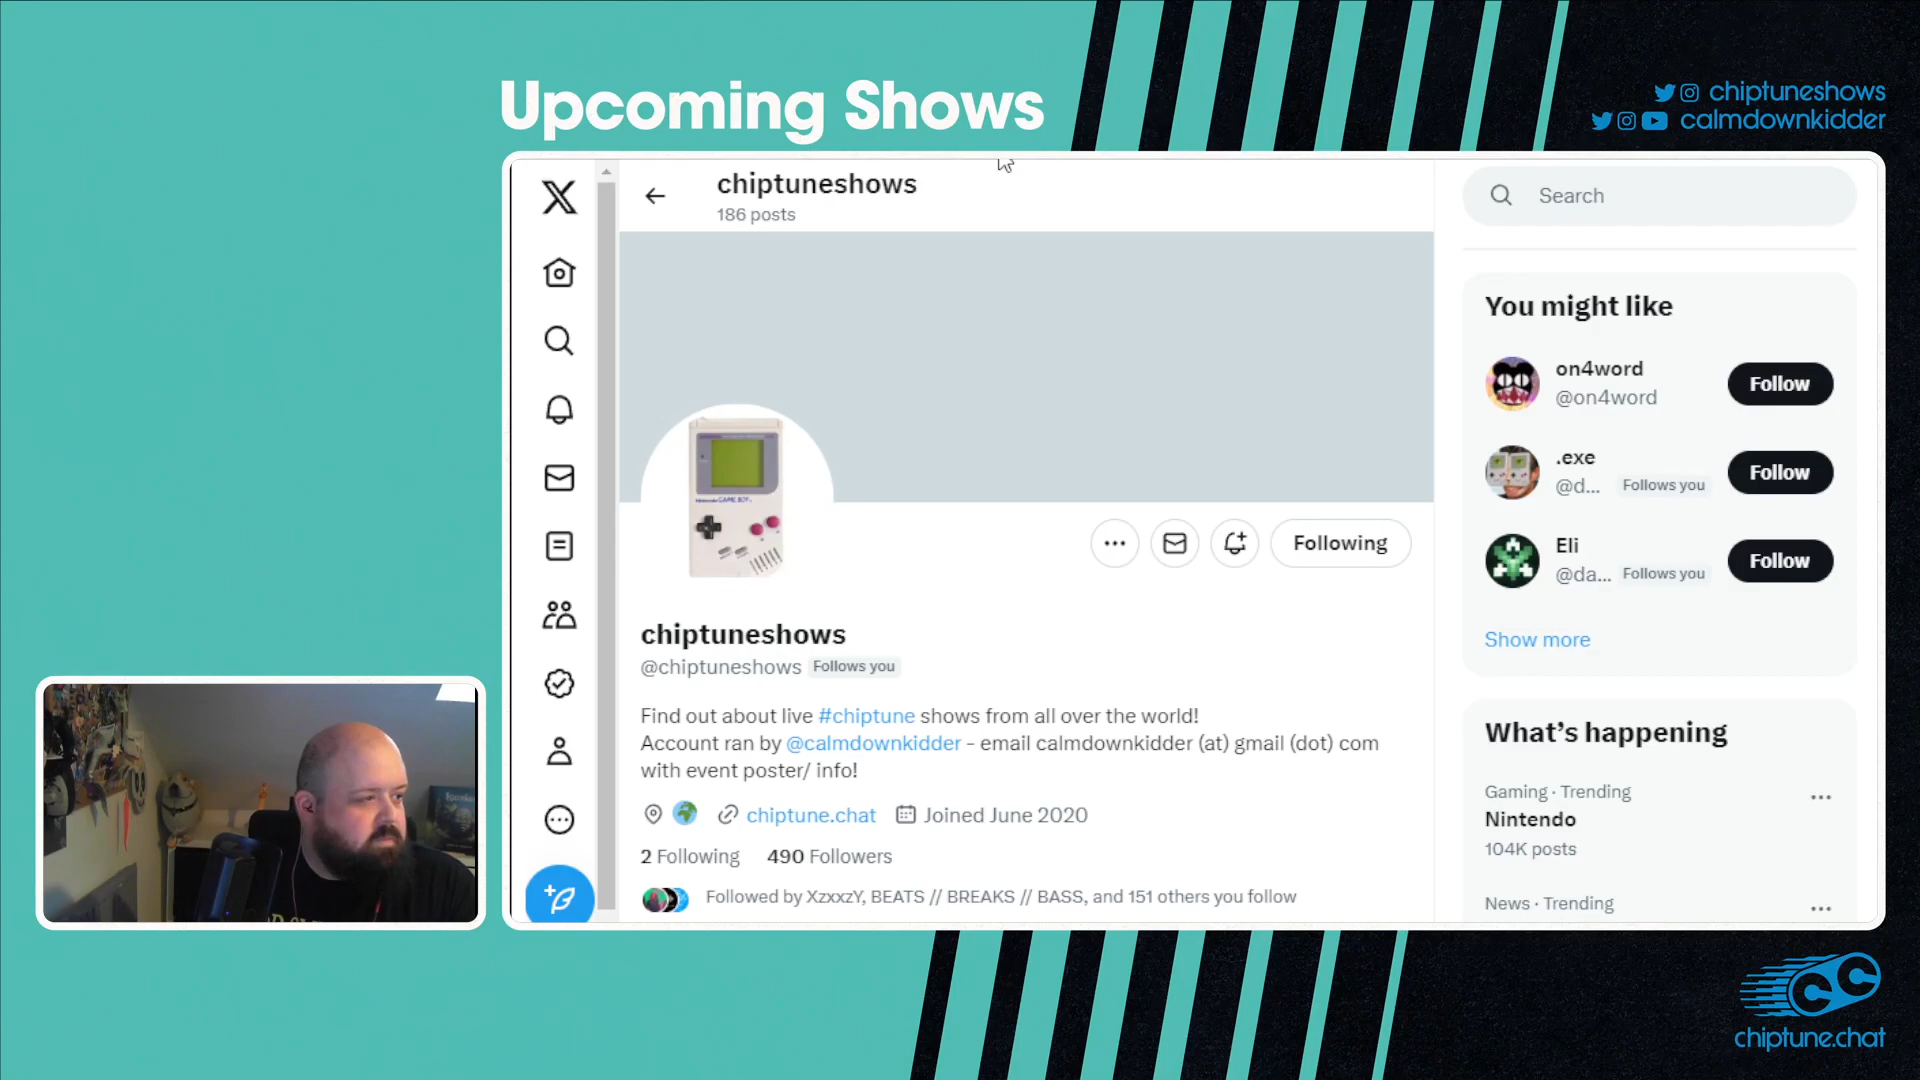 Upcoming Shows
chiptuneshows
calmdownkidder
chiptuneshows
186 posts
Search
You might like
on4word
@on4word
Follow
.exe
@d... Follows you
Follow
Eli
@da... Follows you
Follow
Show more
Nintendo GAME BOY
Following
chiptuneshows
@chiptuneshows Follows you
Find out about live #chiptune shows from all over the world!
Account ran by @calmdownkidder - email calmdownkidder (at) gmail (dot) com
with event poster/ info!
chiptune.chat Joined June 2020
2 Following 490 Followers
Followed by XzxxzY, BEATS // BREAKS // BASS, and 151 others you follow
What's happening
Gaming · Trending
Nintendo
104K posts
News · Trending
chiptune.chat